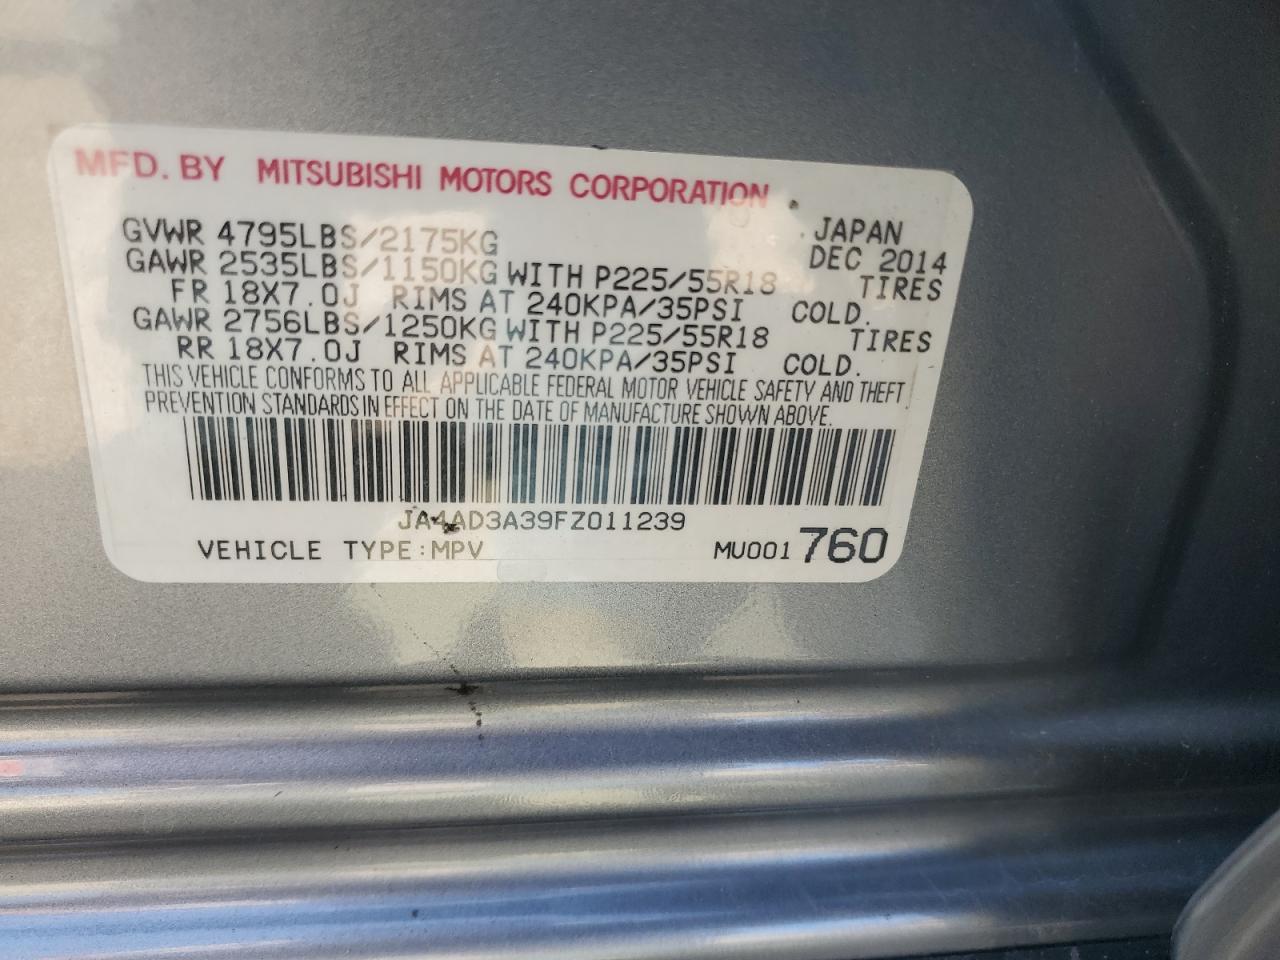 MFD. BY MITSUBISHI MOTORS CORPORATION
JAPAN
GVWR 4795LBS/2175KG DEC 2014
GAWR 2535LBS/1150KG WITH P225/55R18 TIRES
FR 18X7.0J RIMS AT 240KPA/35PSI COLD.
GAWR 2756LBS/1250KG WITH P225/55R18 TIRES
RR 18X7.0J RIMS AT 240KPA/35PSI COLD.
THIS VEHICLE CONFORMS TO ALL APPLICABLE FEDERAL MOTOR VEHICLE SAFETY AND THEFT
PREVENTION STANDARDS IN EFFECT ON THE DATE OF MANUFACTURE SHOWN ABOVE.
JA4AD3A39FZ011239
VEHICLE TYPE:MPV MU001760